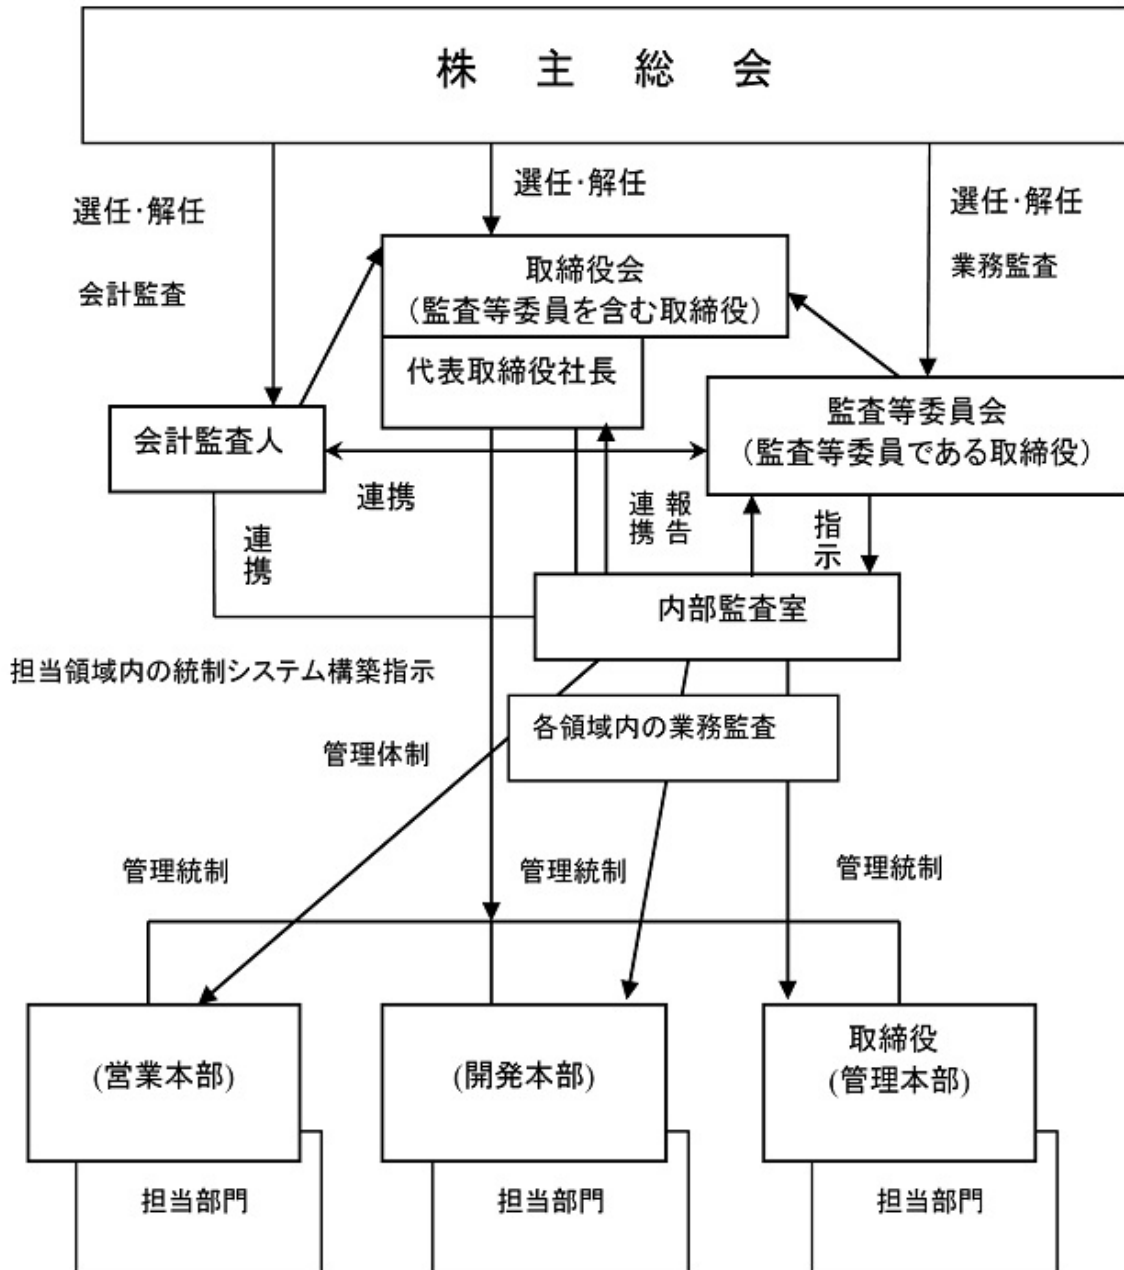 株主総会
選任・解任
選任・解任
選任・解任
会計監査
業務監査
取締役会
（監査等委員を含む取締役）
代表取締役社長
会計監査人
監査等委員会
（監査等委員である取締役）
連携
連携
連携
報告
指示
内部監査室
担当領域内の統制システム構築指示
各領域内の業務監査
管理体制
管理統制
管理統制
管理統制
(営業本部)
(開発本部)
取締役
(管理本部)
担当部門
担当部門
担当部門